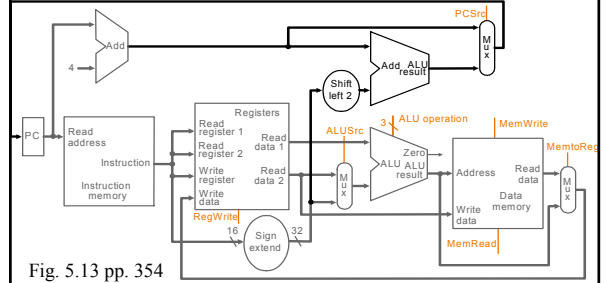 PCSrc
Add
4
Mux
Add ALU
result
Shift
left 2
PC
Read
address
Instruction
Instruction
memory
Registers
Read
register 1
Read
register 2
Write
register
Write
data
Read
data 1
Read
data 2
RegWrite
16
Sign
extend
32
ALUSrc
Mux
3
ALU operation
Zero
ALU
ALU
result
MemWrite
Address
Read
data
Data
memory
Write
data
MemRead
MemtoReg
Mux
Fig. 5.13 pp. 354